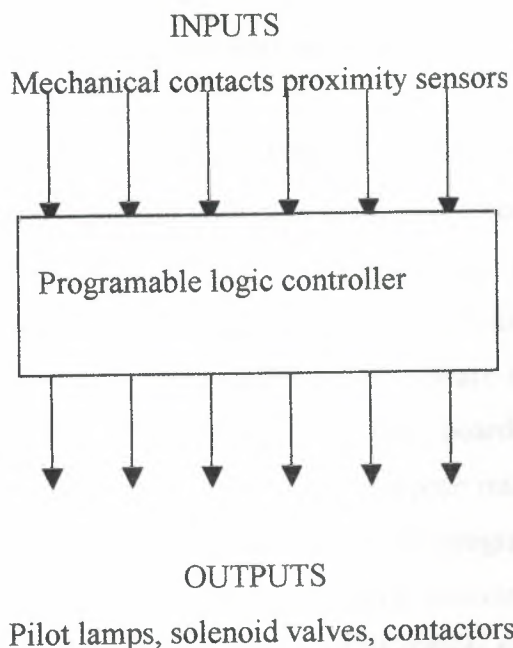 INPUTS
Mechanical contacts proximity sensors
Programable logic controller
OUTPUTS
Pilot lamps, solenoid valves, contactors